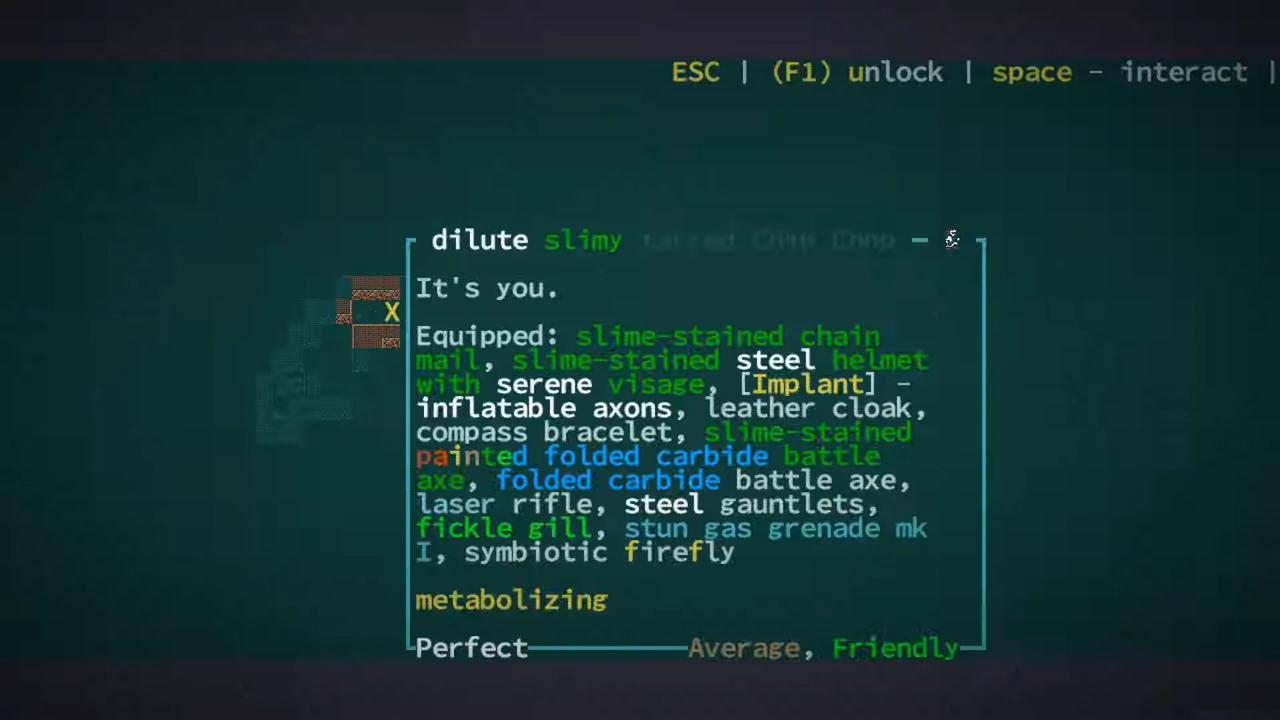 ESC | (F1) unlock | space - interact |
dilute slimy
It's you.
X
Equipped: slime-stained chain
mail, slime-stained steel helmet
with serene visage, [Implant] -
inflatable axons, leather cloak,
compass bracelet, slime-stained
painted folded carbide battle
axe, folded carbide battle axe,
laser rifle, steel gauntlets,
fickle gill, stun gas grenade mk
I, symbiotic firefly
metabolizing
Perfect Average, Friendly